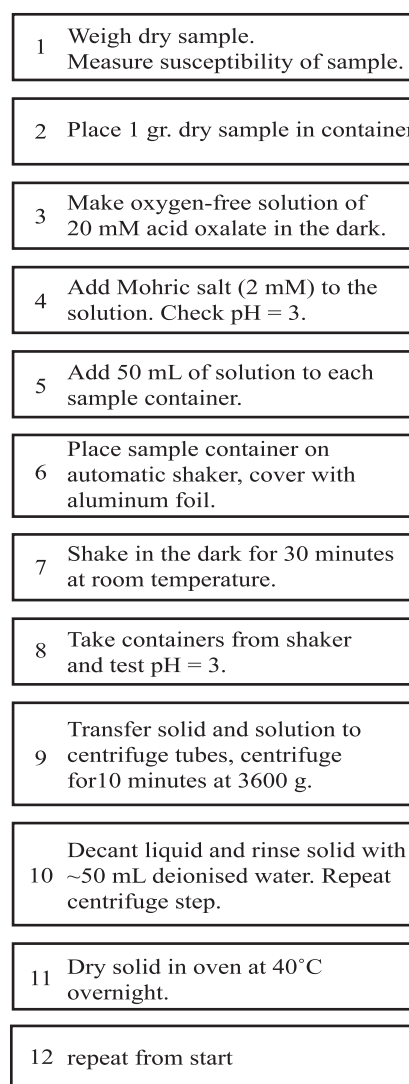 1 Weigh dry sample.
Measure susceptibility of sample.
2 Place 1 gr. dry sample in container
3 Make oxygen-free solution of
20 mM acid oxalate in the dark.
4 Add Mohric salt (2 mM) to the
solution. Check pH = 3.
5 Add 50 mL of solution to each
sample container.
6 Place sample container on
automatic shaker, cover with
aluminum foil.
7 Shake in the dark for 30 minutes
at room temperature.
8 Take containers from shaker
and test pH = 3.
9 Transfer solid and solution to
centrifuge tubes, centrifuge
for10 minutes at 3600 g.
10 Decant liquid and rinse solid with
~50 mL deionised water. Repeat
centrifuge step.
11 Dry solid in oven at 40˚C
overnight.
12 repeat from start